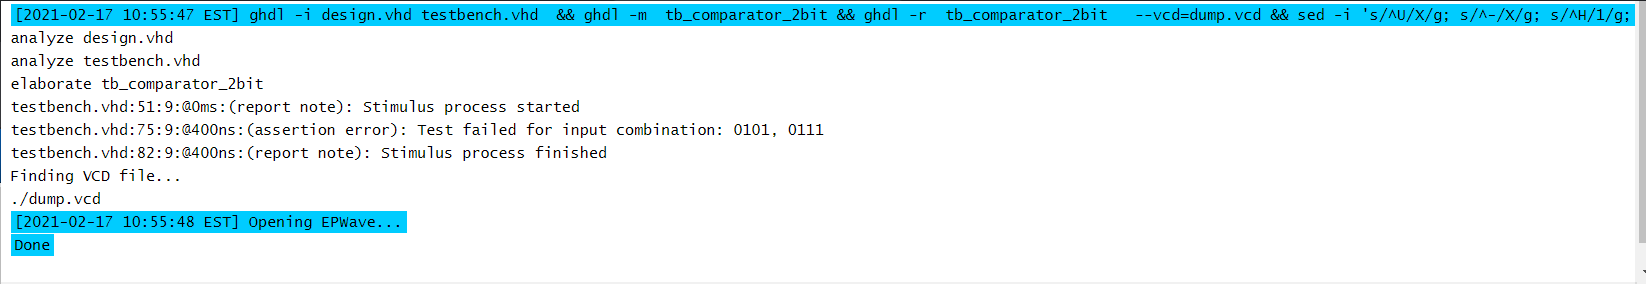 [2021-02-17 10:55:47 EST] ghdl -i design.vhd testbench.vhd  && ghdl -m  tb_comparator_2bit && ghdl -r  tb_comparator_2bit   --vcd=dump.vcd && sed -i 's/^U/X/g; s/^-/X/g; s/^H/1/g;
analyze design.vhd
analyze testbench.vhd
elaborate tb_comparator_2bit
testbench.vhd:51:9:@0ms:(report note): Stimulus process started
testbench.vhd:75:9:@400ns:(assertion error): Test failed for input combination: 0101, 0111
testbench.vhd:82:9:@400ns:(report note): Stimulus process finished
Finding VCD file...
./dump.vcd
[2021-02-17 10:55:48 EST] Opening EPWave...
Done